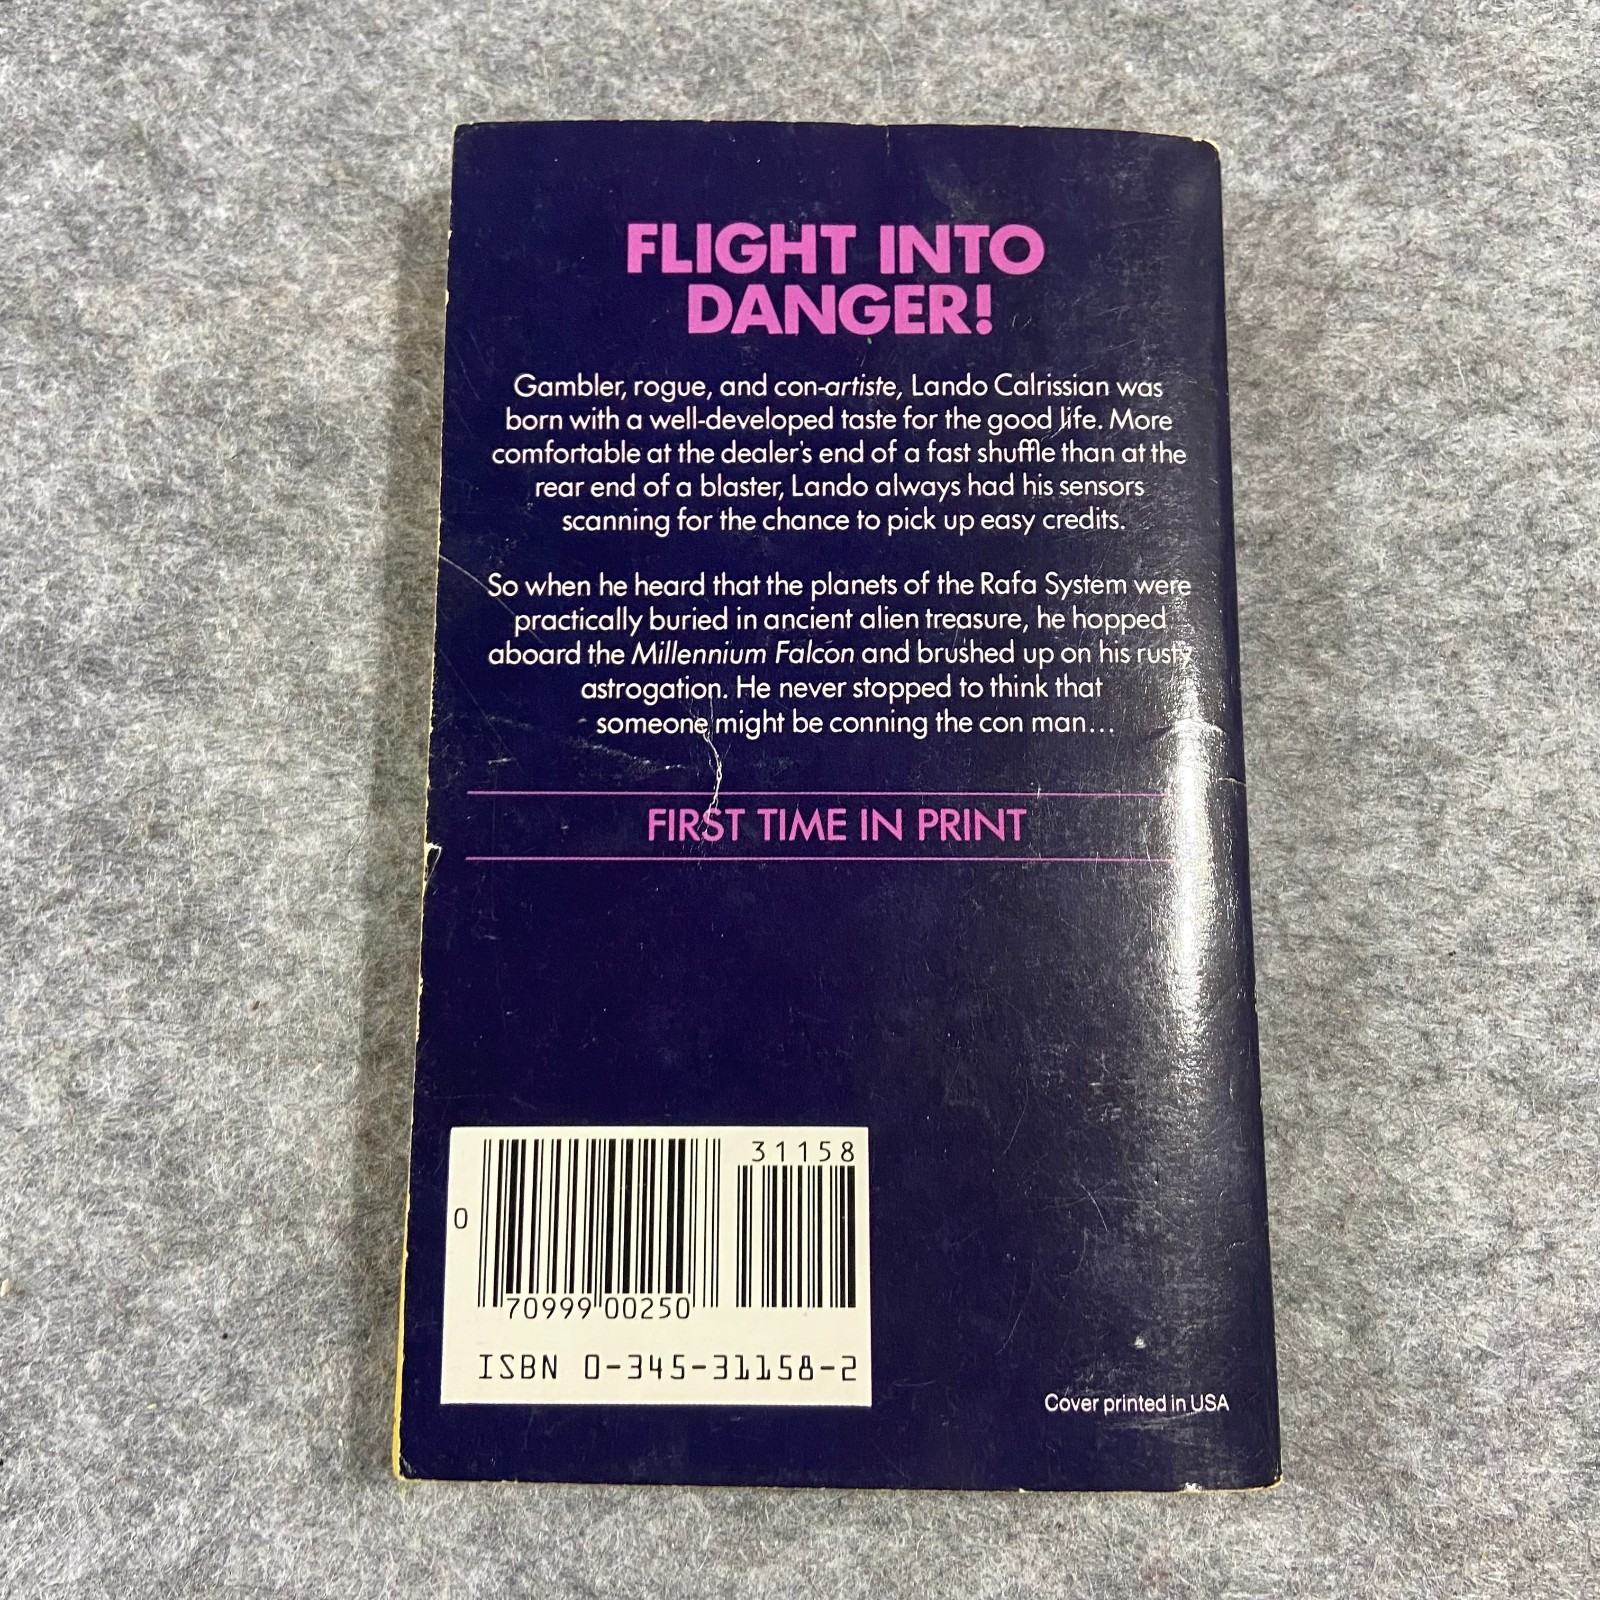 FLIGHT INTO
DANGER!
Gambler, rogue, and con-artiste, Lando Calrissian was
born with a well-developed taste for the good life. More
comfortable at the dealer's end of a fast shuffle than at the
rear end of a blaster, Lando always had his sensors
scanning for the chance to pick up easy credits.
So when he heard that the planets of the Rafa System were
practically buried in ancient alien treasure, he hopped
aboard the Millennium Falcon and brushed up on his rusty
astrogation. He never stopped to think that
someone might be conning the con man...
FIRST TIME IN PRINT
31158
0
70999 00250
ISBN 0-345-31158-2
Cover printed in USA